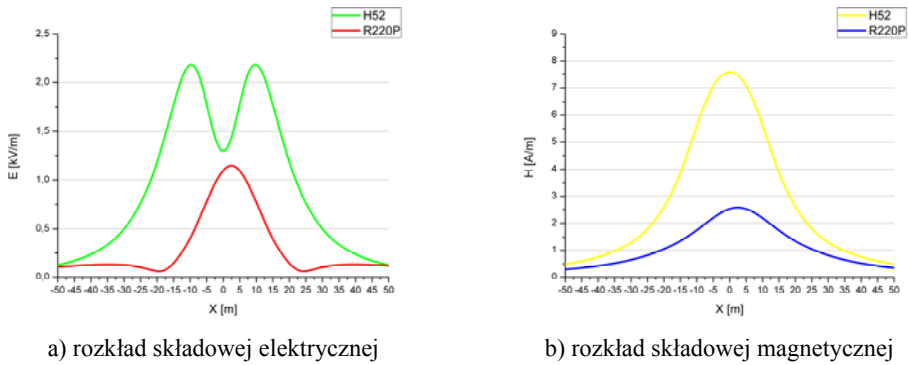 H52
R220P
E [kV/m]
2,5
2,0
1,5
1,0
0,5
0,0
-50 -45 -40 -35 -30 -25 -20 -15 -10 -5 0 5 10 15 20 25 30 35 40 45 50
X [m]
a) rozkład składowej elektrycznej
H52
R220P
H [A/m]
9
8
7
6
5
4
3
2
1
0
-50 -45 -40 -35 -30 -25 -20 -15 -10 -5 0 5 10 15 20 25 30 35 40 45 50
X [m]
b) rozkład składowej magnetycznej